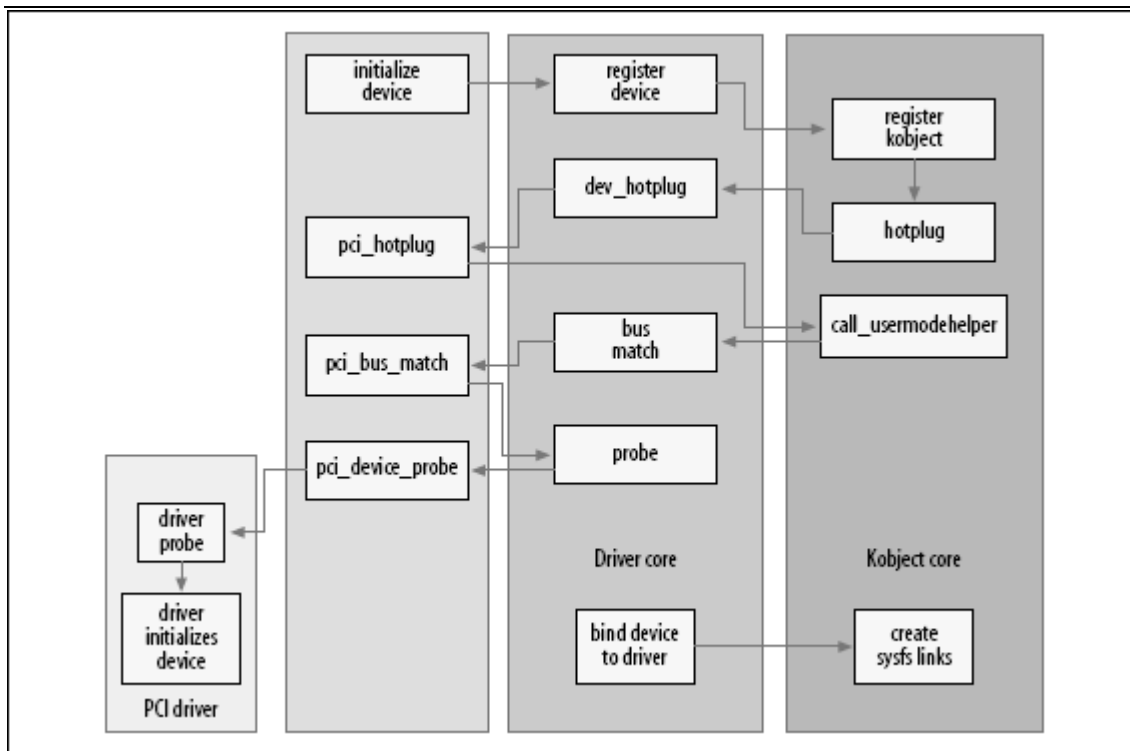 initialize
device
register
device
register
kobject
dev_hotplug
hotplug
pci_hotplug
call_usermodehelper
bus
match
pci_bus_match
probe
pci_device_probe
driver
probe
driver
initializes
device
PCI driver
Driver core
Kobject core
bind device
to driver
create
sysfs links